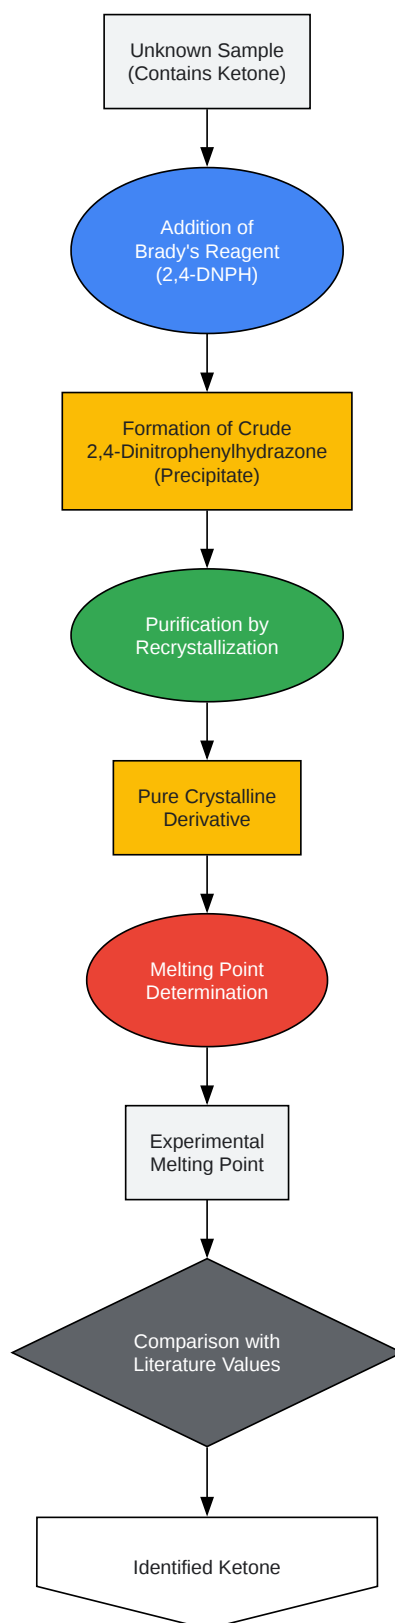 Unknown Sample
(Contains Ketone)
Addition of
Brady's Reagent
(2,4-DNPH)
Formation of Crude
2,4-Dinitrophenylhydrazone
(Precipitate)
Purification by
Recrystallization
Pure Crystalline
Derivative
Melting Point
Determination
Experimental
Melting Point
Comparison with
Literature Values
Identified Ketone